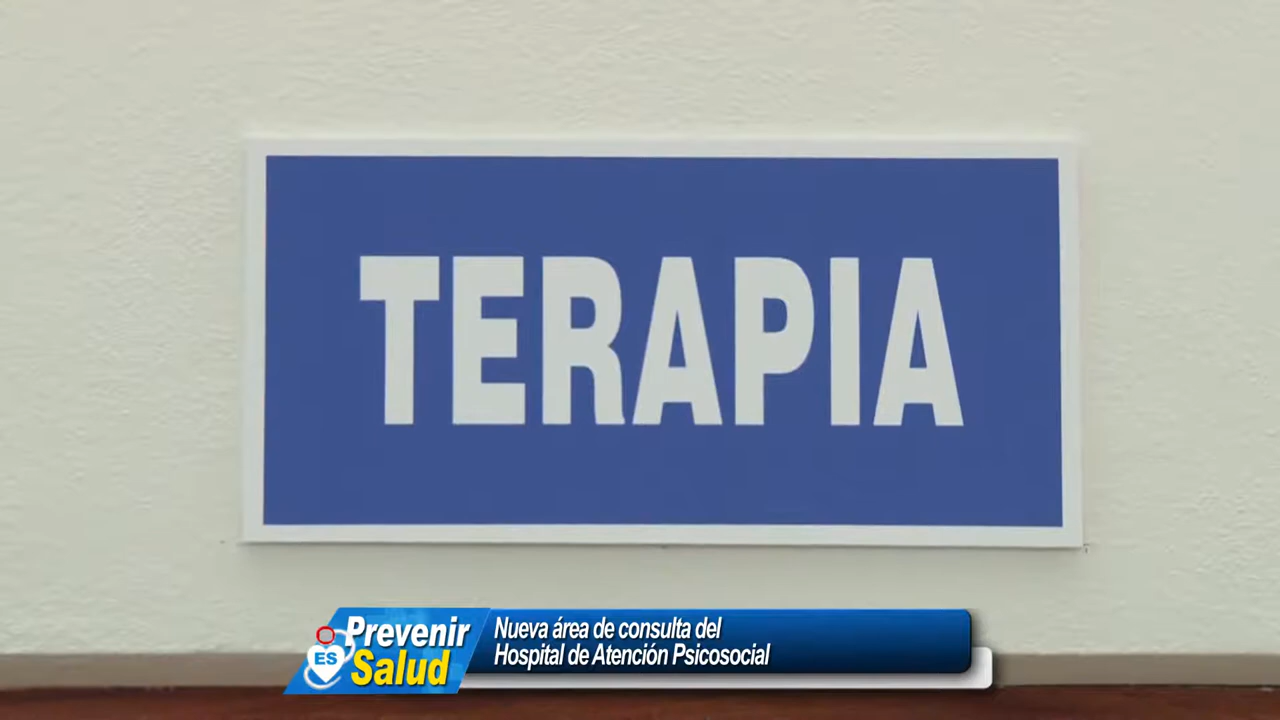 TERAPIA
Prevenir
ES
Salud
Nueva área de consulta del
Hospital de Atención Psicosocial